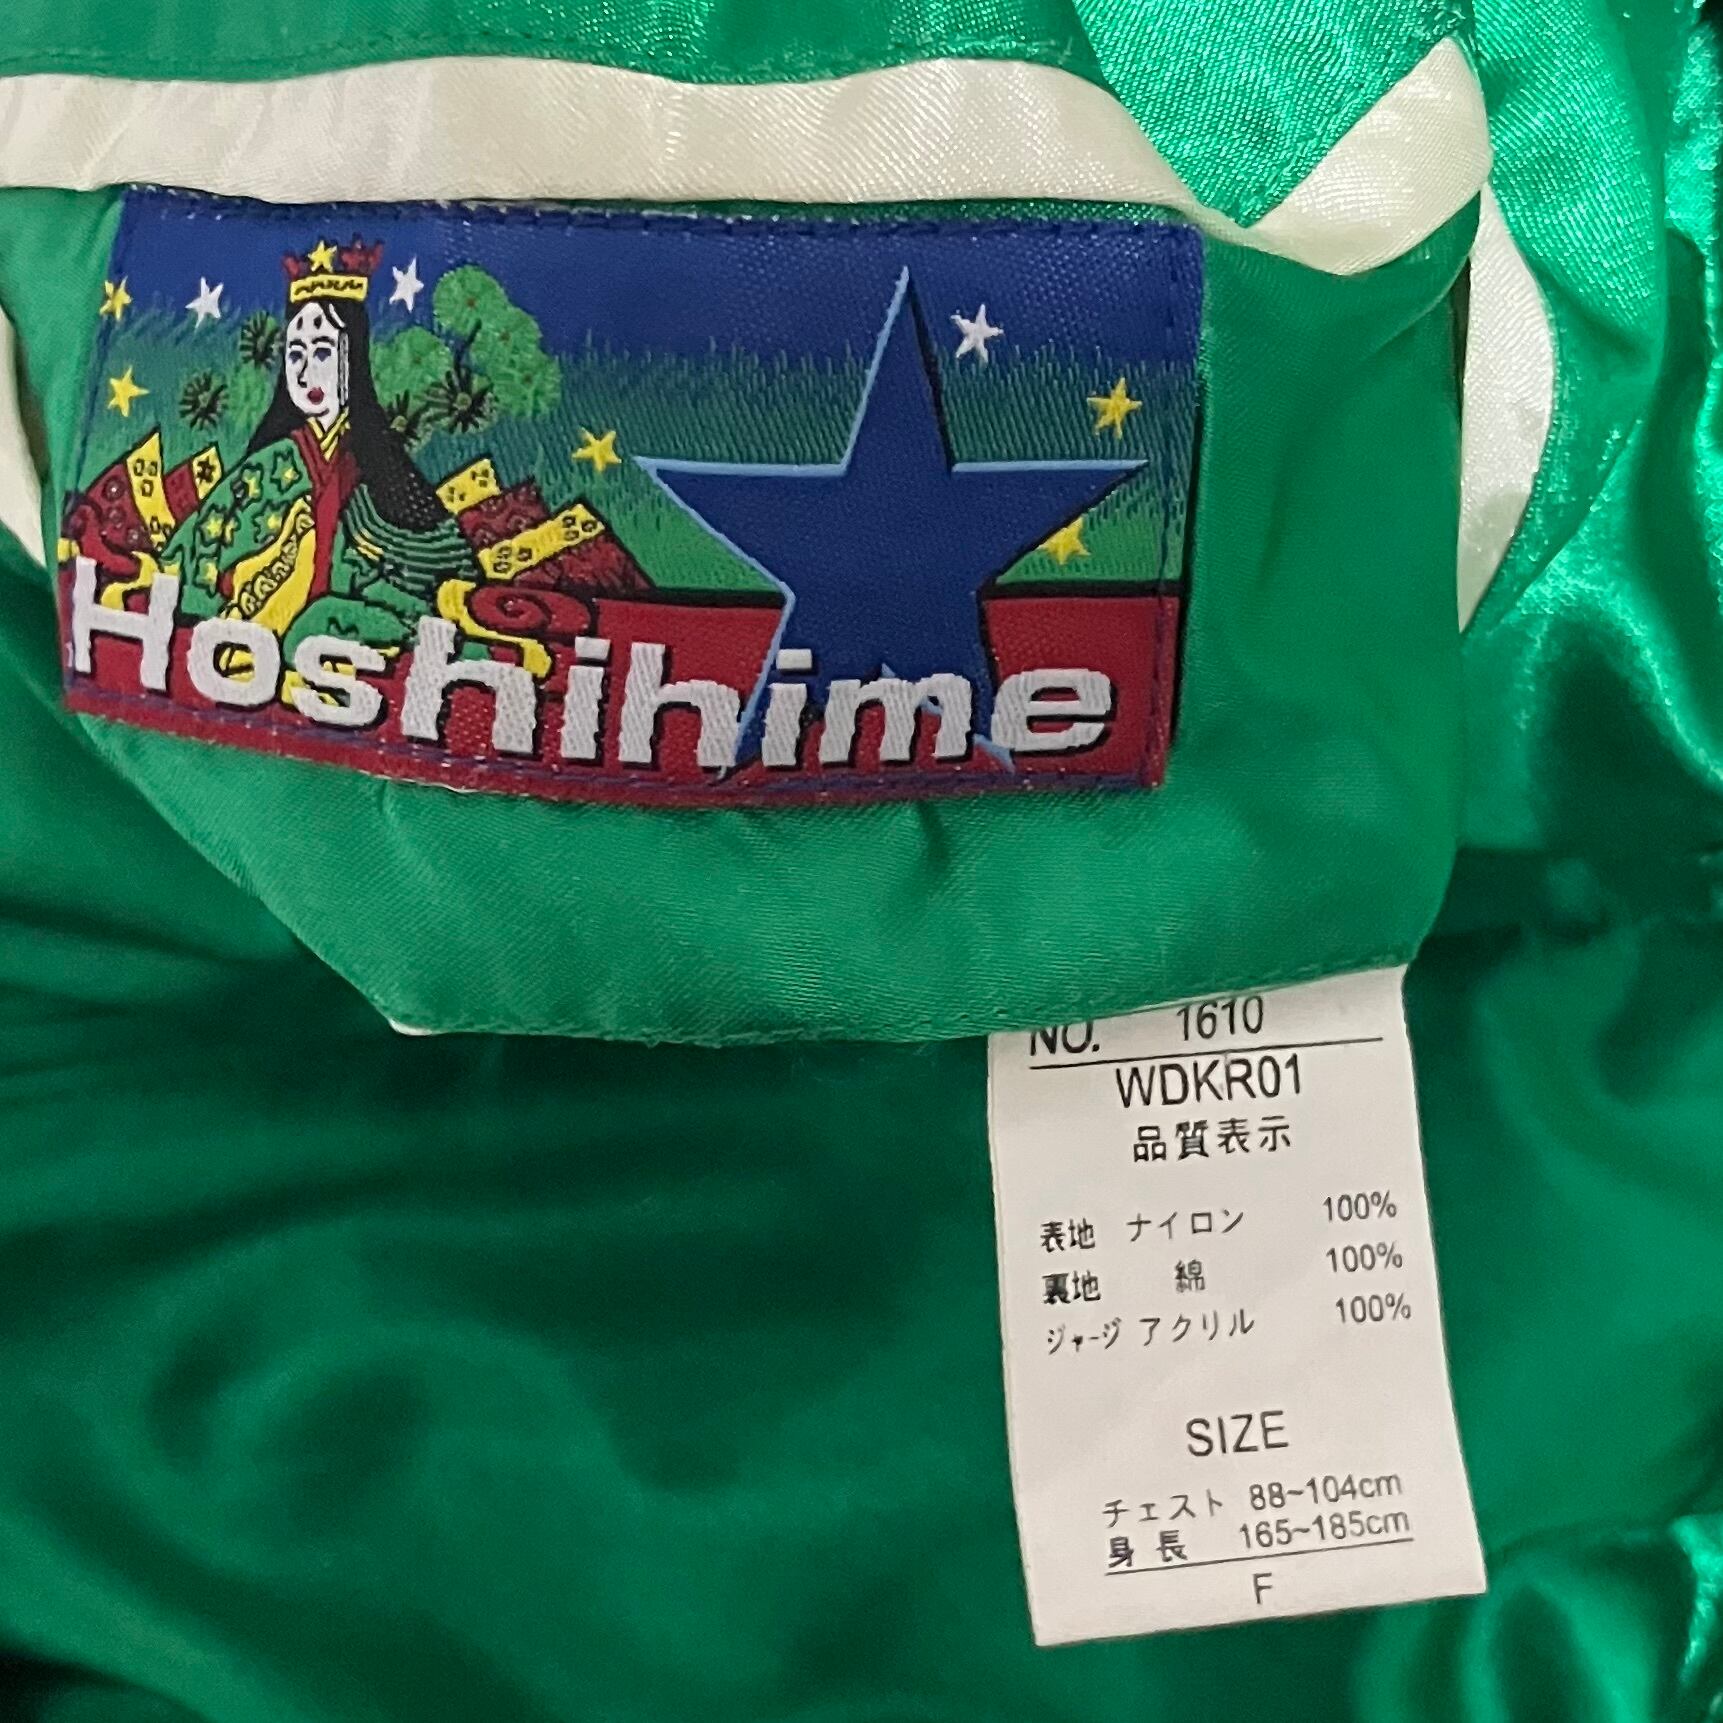 Hoshihime
NO. 1610
WDKR01
品質表示
表地 ナイロン 100%
裏地 綿 100%
ジャージ アクリル 100%
SIZE
チェスト 88~104cm
身長 165~185cm
F